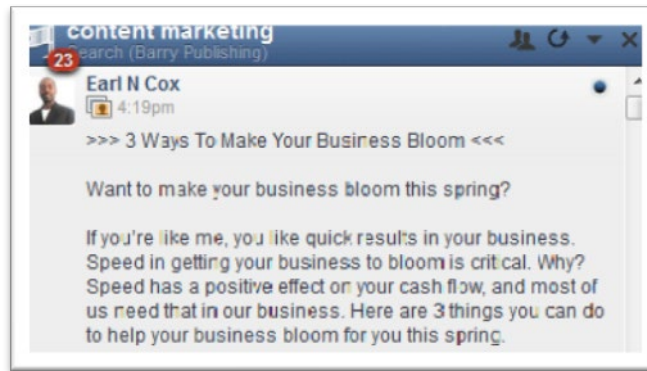 content marketing
Search (Barry Publishing)
23
Earl N Cox
4:19pm
>>> 3 Ways To Make Your Business Bloom <<<
Want to make your business bloom this spring?
If you're like me, you like quick results in your business.
Speed in getting your business to bloom is critical. Why?
Speed has a positive effect on your cash flow, and most of
us need that in our business. Here are 3 things you can do
to help your business bloom for you this spring.